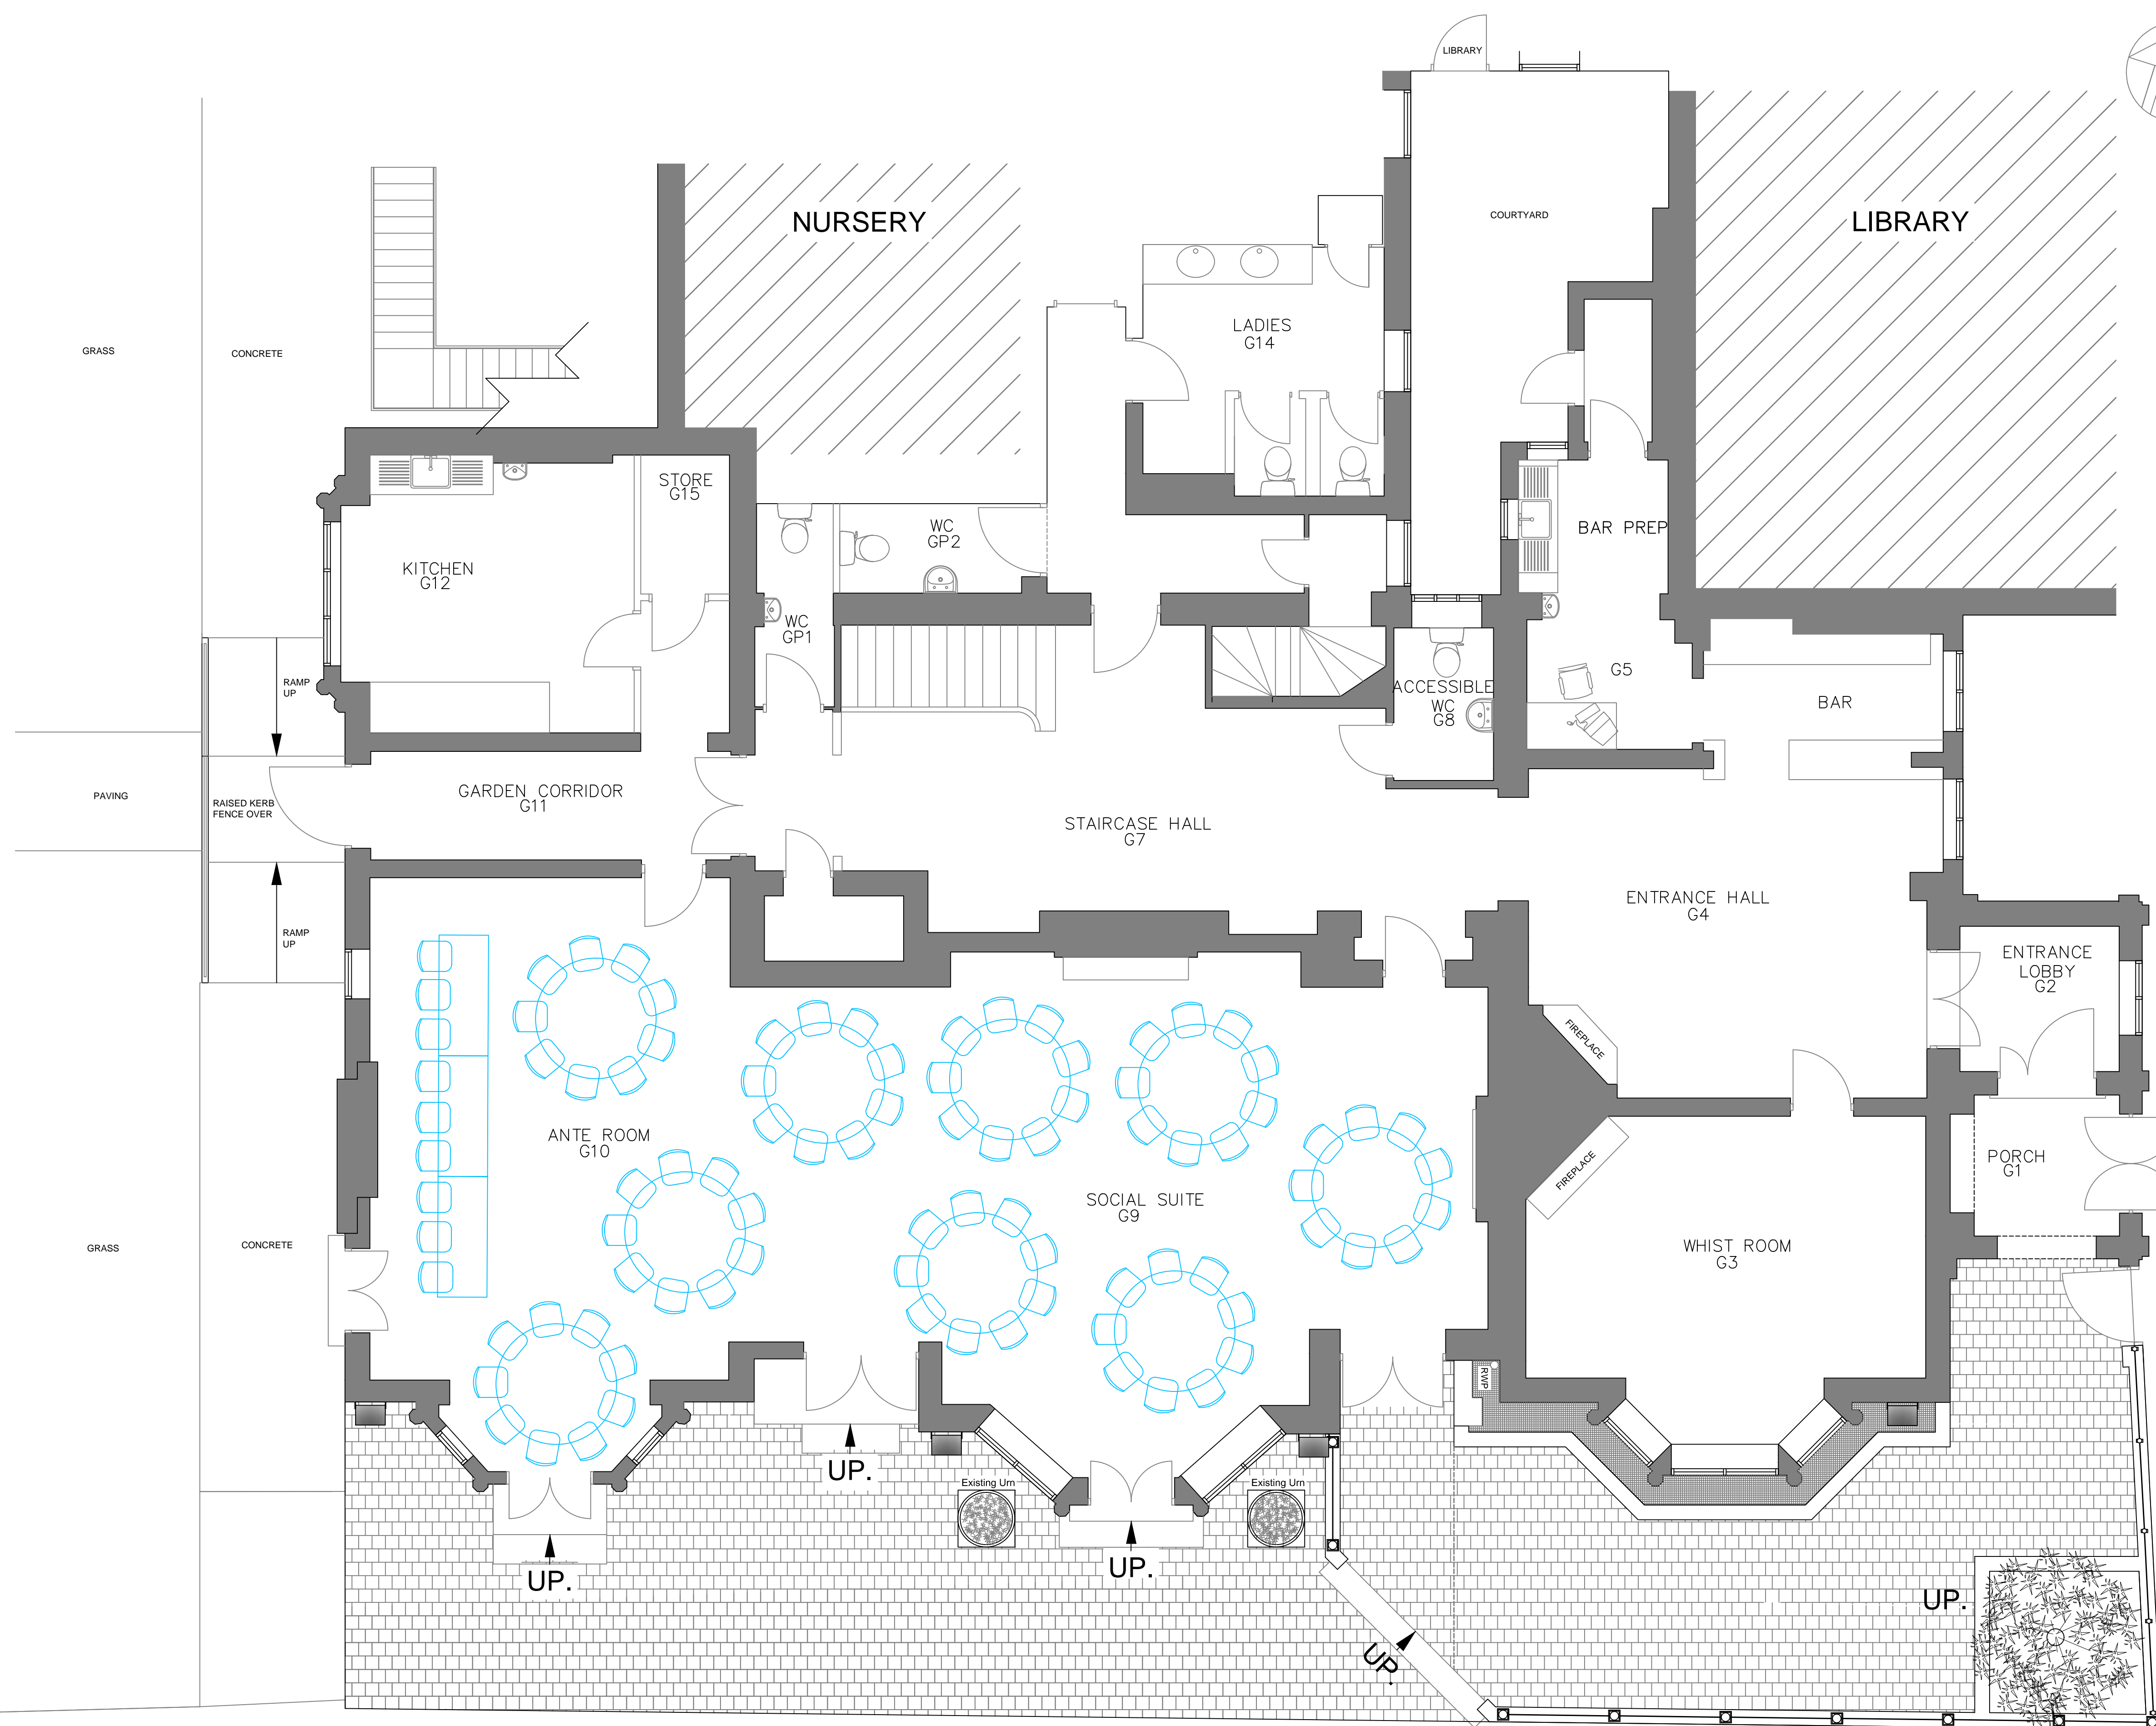 LIBRARY
NURSERY
COURTYARD
LIBRARY
LADIES
G14
GRASS
CONCRETE
STORE
G15
WC
GP2
BAR PREP
KITCHEN
G12
WC
GP1
RAMP
UP
ACCESSIBLE
WC
G8
G5
BAR
PAVING
RAISED KERB
FENCE OVER
GARDEN CORRIDOR
G11
STAIRCASE HALL
G7
ENTRANCE HALL
G4
RAMP
UP
ENTRANCE
LOBBY
G2
FIREPLACE
ANTE ROOM
G10
FIREPLACE
PORCH
G1
SOCIAL SUITE
G9
GRASS
CONCRETE
WHIST ROOM
G3
RWP
UP.
Existing Urn
Existing Urn
UP.
UP.
UP.
UP.